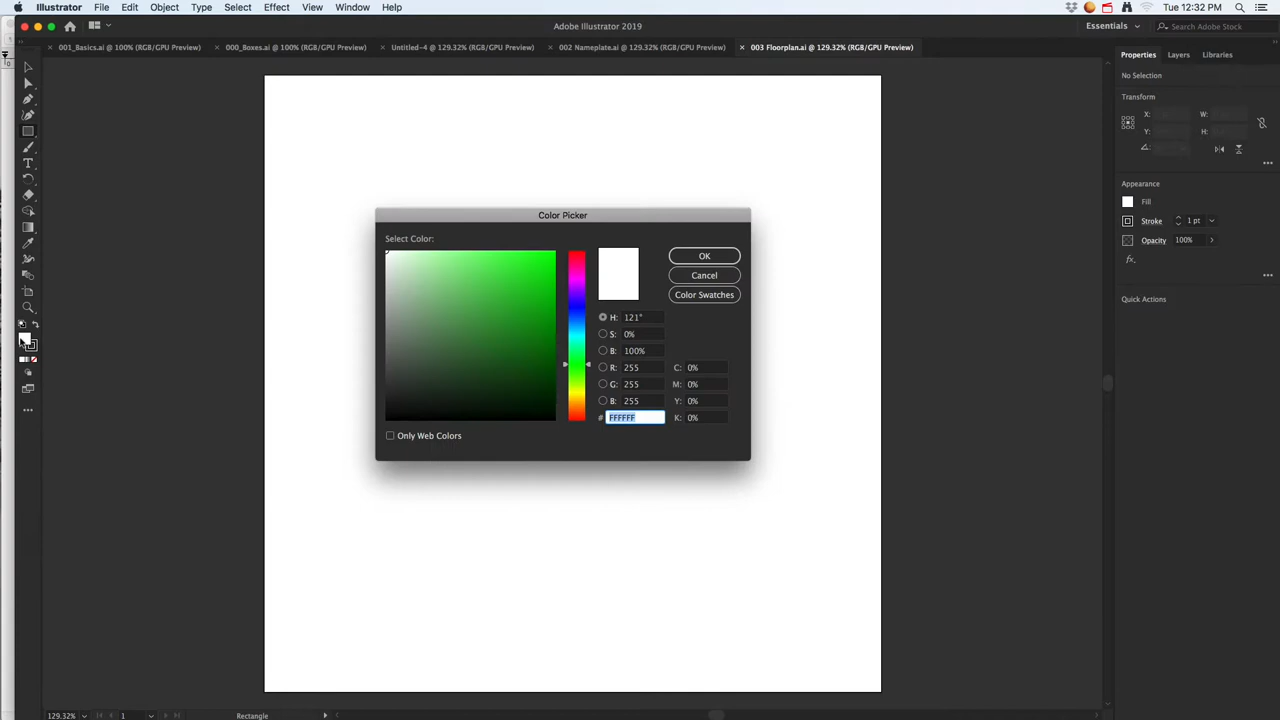 Illustrator File Edit Object Type Select Effect View Window Help Tue 12:32 PM
Adobe Illustrator 2019 Essentials Search Adobe Stock
001_Basics.ai @ 100% (RGB/GPU Preview) 000_Boxes.ai @ 100% (RGB/GPU Preview) Untitled-4 @ 129.32% (RGB/GPU Preview) 002 Nameplate.ai @ 129.32% (RGB/GPU Preview) 003 Floorplan.ai @ 129.32% (RGB/GPU Preview)
Properties Layers Libraries
No Selection
Transform
X: W:
Y: H:
Appearance
Fill
Stroke 1 pt
Opacity 100%
fx.
Quick Actions
Color Picker
Select Color:
OK
Cancel
Color Swatches
H: 121°
S: 0%
B: 100%
R: 255 C: 0%
G: 255 M: 0%
B: 255 Y: 0%
# FFFFFF K: 0%
Only Web Colors
129.32% 1 Rectangle